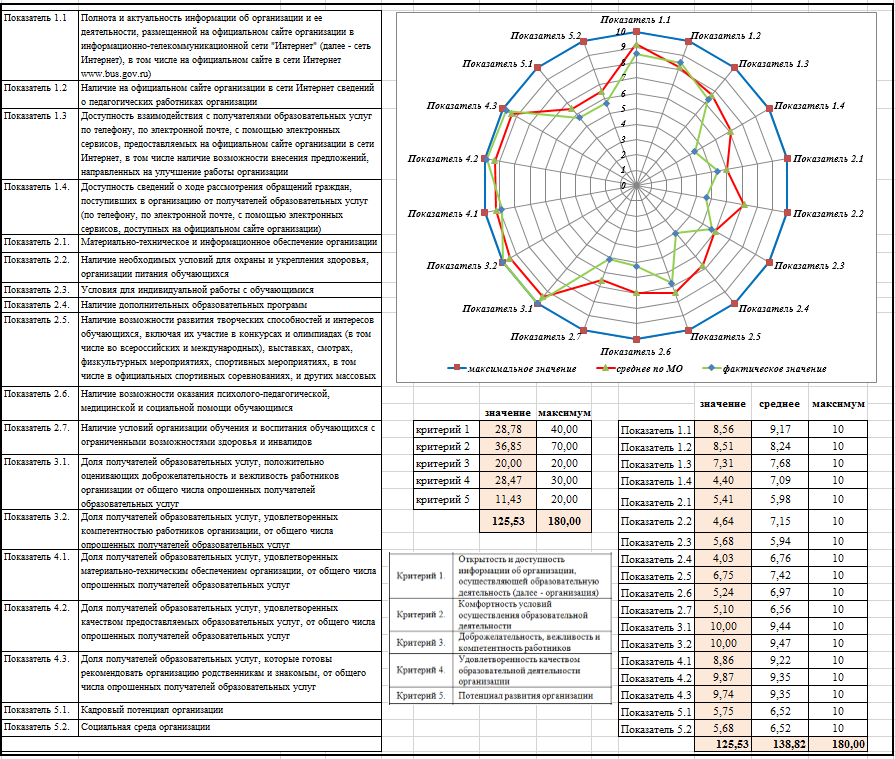 Показатель 1.1
Полнота и актуальность информации об организации и ее
деятельности, размещенной на официальном сайте организации в
информационно-телекоммуникационной сети "Интернет" (далее - сеть
Интернет), в том числе на официальном сайте в сети Интернет
www.bus.gov.ru)
Показатель 1.2
Наличие на официальном сайте организации в сети Интернет сведений
о педагогических работниках организации
Показатель 1.3
Доступность взаимодействия с получателями образовательных услуг
по телефону, по электронной почте, с помощью электронных
сервисов, предоставляемых на официальном сайте организации в сети
Интернет, в том числе наличие возможности внесения предложений,
направленных на улучшение работы организации
Показатель 1.4.
Доступность сведений о ходе рассмотрения обращений граждан,
поступивших в организацию от получателей образовательных услуг
(по телефону, по электронной почте, с помощью электронных
сервисов, доступных на официальном сайте организации)
Показатель 2.1.
Материально-техническое и информационное обеспечение организации
Показатель 2.2.
Наличие необходимых условий для охраны и укрепления здоровья,
организации питания обучающихся
Показатель 2.3.
Условия для индивидуальной работы с обучающимися
Показатель 2.4.
Наличие дополнительных образовательных программ
Показатель 2.5.
Наличие возможности развития творческих способностей и интересов
обучающихся, включая их участие в конкурсах и олимпиадах (в том
числе во всероссийских и международных), выставках, смотрах,
физкультурных мероприятиях, спортивных мероприятиях, в том
числе в официальных спортивных соревнованиях, и других массовых
Показатель 2.6.
Наличие возможности оказания психолого-педагогической,
медицинской и социальной помощи обучающимся
Показатель 2.7.
Наличие условий организации обучения и воспитания обучающихся с
ограниченными возможностями здоровья и инвалидов
Показатель 3.1.
Доля получателей образовательных услуг, положительно
оценивающих доброжелательность и вежливость работников
организации от общего числа опрошенных получателей
образовательных услуг
Показатель 3.2.
Доля получателей образовательных услуг, удовлетворенных
компетентностью работников организации, от общего числа
опрошенных получателей образовательных услуг
Показатель 4.1.
Доля получателей образовательных услуг, удовлетворенных
материально-техническим обеспечением организации, от общего числа
опрошенных получателей образовательных услуг
Показатель 4.2.
Доля получателей образовательных услуг, удовлетворенных
качеством предоставляемых образовательных услуг, от общего числа
опрошенных получателей образовательных услуг
Показатель 4.3.
Доля получателей образовательных услуг, которые готовы
рекомендовать организацию родственникам и знакомым, от общего
числа опрошенных получателей образовательных услуг
Показатель 5.1.
Кадровый потенциал организации
Показатель 5.2.
Социальная среда организации
Показатель 1.1
Показатель 1.2
Показатель 1.3
Показатель 1.4
Показатель 2.1
Показатель 2.2
Показатель 2.3
Показатель 2.4
Показатель 2.5
Показатель 2.6
Показатель 2.7
Показатель 3.1
Показатель 3.2
Показатель 4.1
Показатель 4.2
Показатель 4.3
Показатель 5.1
Показатель 5.2
10
9
8
7
6
5
4
3
2
1
0
максимальное значение
среднее по МО
фактическое значение
значение максимум
критерий 1 28,78 40,00
критерий 2 36,85 70,00
критерий 3 20,00 20,00
критерий 4 28,47 30,00
критерий 5 11,43 20,00
125,53 180,00
Критерий 1.
Открытость и доступность
информации об организации,
осуществляющей образовательную
деятельность (далее - организация)
Критерий 2.
Комфортность условий
осуществления образовательной
деятельности
Критерий 3.
Доброжелательность, вежливость и
компетентность работников
Критерий 4.
Удовлетворенность качеством
образовательной деятельности
организации
Критерий 5.
Потенциал развития организации
значение среднее максимум
Показатель 1.1 8,56 9,17 10
Показатель 1.2 8,51 8,24 10
Показатель 1.3 7,31 7,68 10
Показатель 1.4 4,40 7,09 10
Показатель 2.1 5,41 5,98 10
Показатель 2.2 4,64 7,15 10
Показатель 2.3 5,68 5,94 10
Показатель 2.4 4,03 6,76 10
Показатель 2.5 6,75 7,42 10
Показатель 2.6 5,24 6,97 10
Показатель 2.7 5,10 6,56 10
Показатель 3.1 10,00 9,44 10
Показатель 3.2 10,00 9,47 10
Показатель 4.1 8,86 9,22 10
Показатель 4.2 9,87 9,35 10
Показатель 4.3 9,74 9,35 10
Показатель 5.1 5,75 6,52 10
Показатель 5.2 5,68 6,52 10
125,53 138,82 180,00